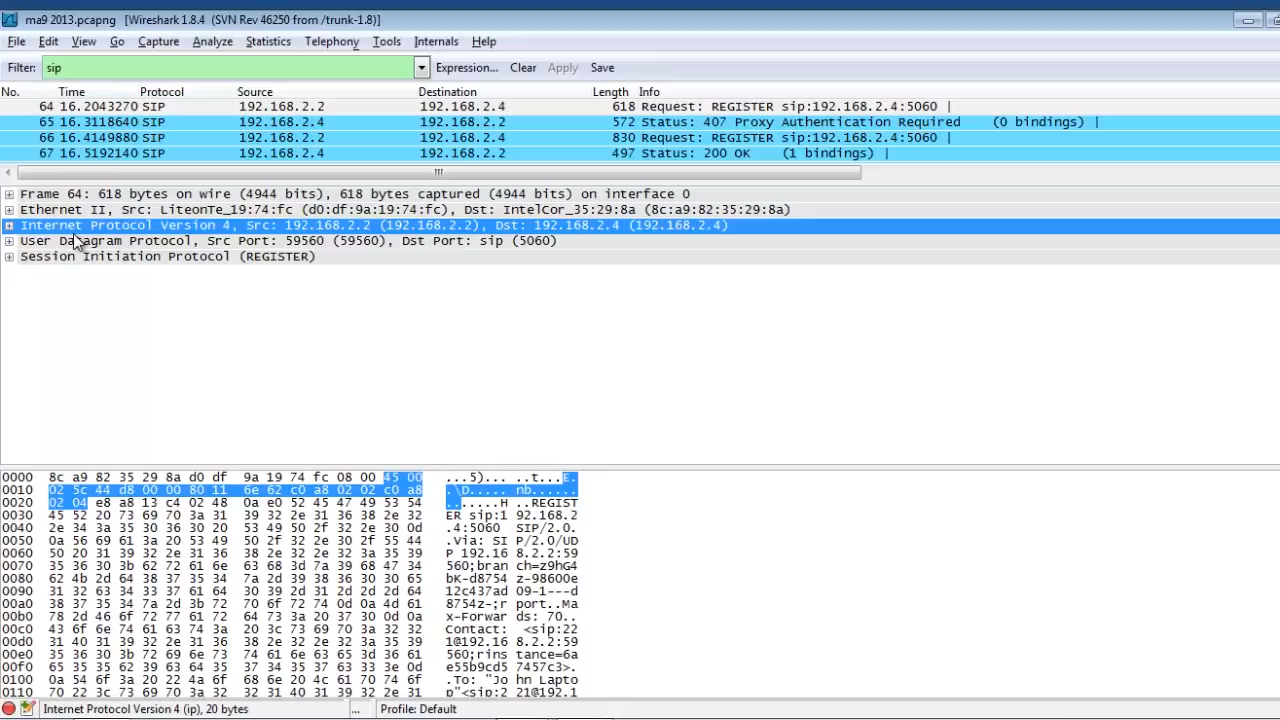 ma9 2013.pcapng [Wireshark 1.8.4 (SVN Rev 46250 from /trunk-1.8)]
File Edit View Go Capture Analyze Statistics Telephony Tools Internals Help
Filter: sip Expression... Clear Apply Save
No. Time Protocol Source Destination Length Info
64 16.2043270 SIP 192.168.2.2 192.168.2.4 618 Request: REGISTER sip:192.168.2.4:5060 |
65 16.3118640 SIP 192.168.2.4 192.168.2.2 572 Status: 407 Proxy Authentication Required (0 bindings) |
66 16.4149880 SIP 192.168.2.2 192.168.2.4 830 Request: REGISTER sip:192.168.2.4:5060 |
67 16.5192140 SIP 192.168.2.4 192.168.2.2 497 Status: 200 OK (1 bindings) |
Frame 64: 618 bytes on wire (4944 bits), 618 bytes captured (4944 bits) on interface 0
Ethernet II, Src: LiteonTe_19:74:fc (d0:df:9a:19:74:fc), Dst: IntelCor_35:29:8a (8c:a9:82:35:29:8a)
Internet Protocol Version 4, Src: 192.168.2.2 (192.168.2.2), Dst: 192.168.2.4 (192.168.2.4)
User Datagram Protocol, Src Port: 59560 (59560), Dst Port: sip (5060)
Session Initiation Protocol (REGISTER)
0000 8c a9 82 35 29 8a d0 df 9a 19 74 fc 08 00 45 00 ...5)... ..t...E.
0010 02 5c 44 d8 00 00 80 11 6e 62 c0 a8 02 02 c0 a8 .\D..... nb......
0020 02 04 e8 a8 13 c4 02 48 0a e0 52 45 47 49 53 54 .......H ..REGIST
0030 45 52 20 73 69 70 3a 31 39 32 2e 31 36 38 2e 32 ER sip:1 92.168.2
0040 2e 34 3a 35 30 36 30 20 53 49 50 2f 32 2e 30 0d .4:5060 SIP/2.0.
0050 0a 56 69 61 3a 20 53 49 50 2f 32 2e 30 2f 55 44 .Via: SI P/2.0/UD
0060 50 20 31 39 32 2e 31 36 38 2e 32 2e 32 3a 35 39 P 192.16 8.2.2:59
0070 35 36 30 3b 62 72 61 6e 63 68 3d 7a 39 68 47 34 560;bran ch=z9hG4
0080 62 4b 2d 64 38 37 35 34 7a 2d 39 38 36 30 30 65 bK-d8754 z-98600e
0090 31 32 63 34 33 37 61 64 30 39 2d 31 2d 2d 2d 64 12c437ad 09-1---d
00a0 38 37 35 34 7a 2d 3b 72 70 6f 72 74 0d 0a 4d 61 8754z-;r port..Ma
00b0 78 2d 46 6f 72 77 61 72 64 73 3a 20 37 30 0d 0a x-Forwar ds: 70..
00c0 43 6f 6e 74 61 63 74 3a 20 3c 73 69 70 3a 32 32 Contact: <sip:22
00d0 31 40 31 39 32 2e 31 36 38 2e 32 2e 32 3a 35 39 1@192.16 8.2.2:59
00e0 35 36 30 3b 72 69 6e 73 74 61 6e 63 65 3d 36 61 560;rins tance=6a
00f0 65 35 35 62 39 63 64 35 37 34 35 37 63 33 3e 0d e55b9cd5 7457c3>.
0100 0a 54 6f 3a 20 22 4a 6f 68 6e 20 4c 61 70 74 6f .To: "Jo hn Lapto
0110 70 22 3c 73 69 70 3a 32 32 31 40 31 39 32 2e 31 p"<sip:2 21@192.1
Internet Protocol Version 4 (ip), 20 bytes ... Profile: Default